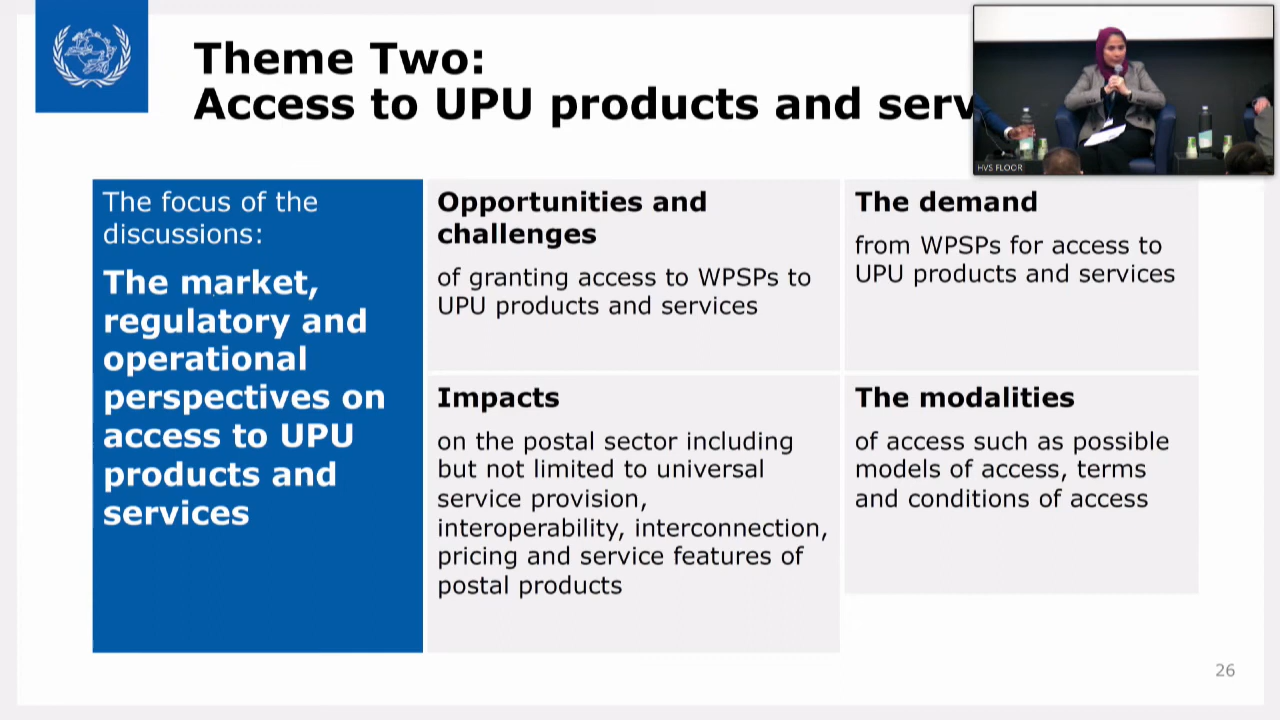 Theme Two:
Access to UPU products and serv
HVS FLOOR
The focus of the
discussions:
The market,
regulatory and
operational
perspectives on
access to UPU
products and
services
Opportunities and
challenges
of granting access to WPSPs to
UPU products and services
The demand
from WPSPs for access to
UPU products and services
Impacts
on the postal sector including
but not limited to universal
service provision,
interoperability, interconnection,
pricing and service features of
postal products
The modalities
of access such as possible
models of access, terms
and conditions of access
26